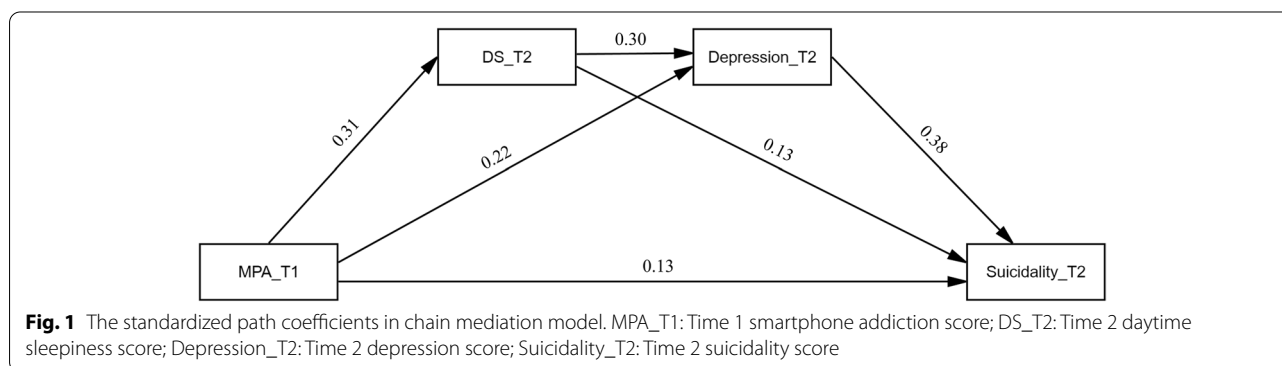 DS_T2
0.30
Depression_T2
0.31
0.22
0.13
0.38
MPA_T1
0.13
Suicidality_T2
Fig. 1 The standardized path coefficients in chain mediation model. MPA_T1: Time 1 smartphone addiction score; DS_T2: Time 2 daytime
sleepiness score; Depression_T2: Time 2 depression score; Suicidality_T2: Time 2 suicidality score